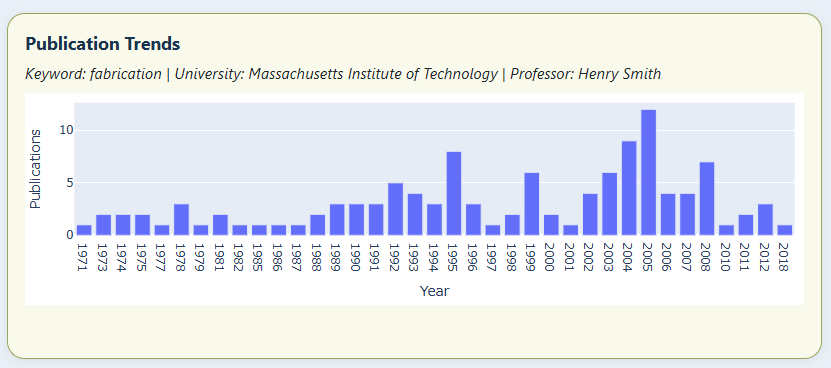 Publication Trends
Keyword: fabrication | University: Massachusetts Institute of Technology | Professor: Henry Smith
Publications
10
5
0
1971 1973 1974 1975 1977 1978 1979 1981 1982 1985 1986 1987 1988 1989 1990 1991 1992 1993 1994 1995 1996 1997 1998 1999 2000 2001 2002 2003 2004 2005 2006 2007 2008 2010 2011 2012 2018
Year